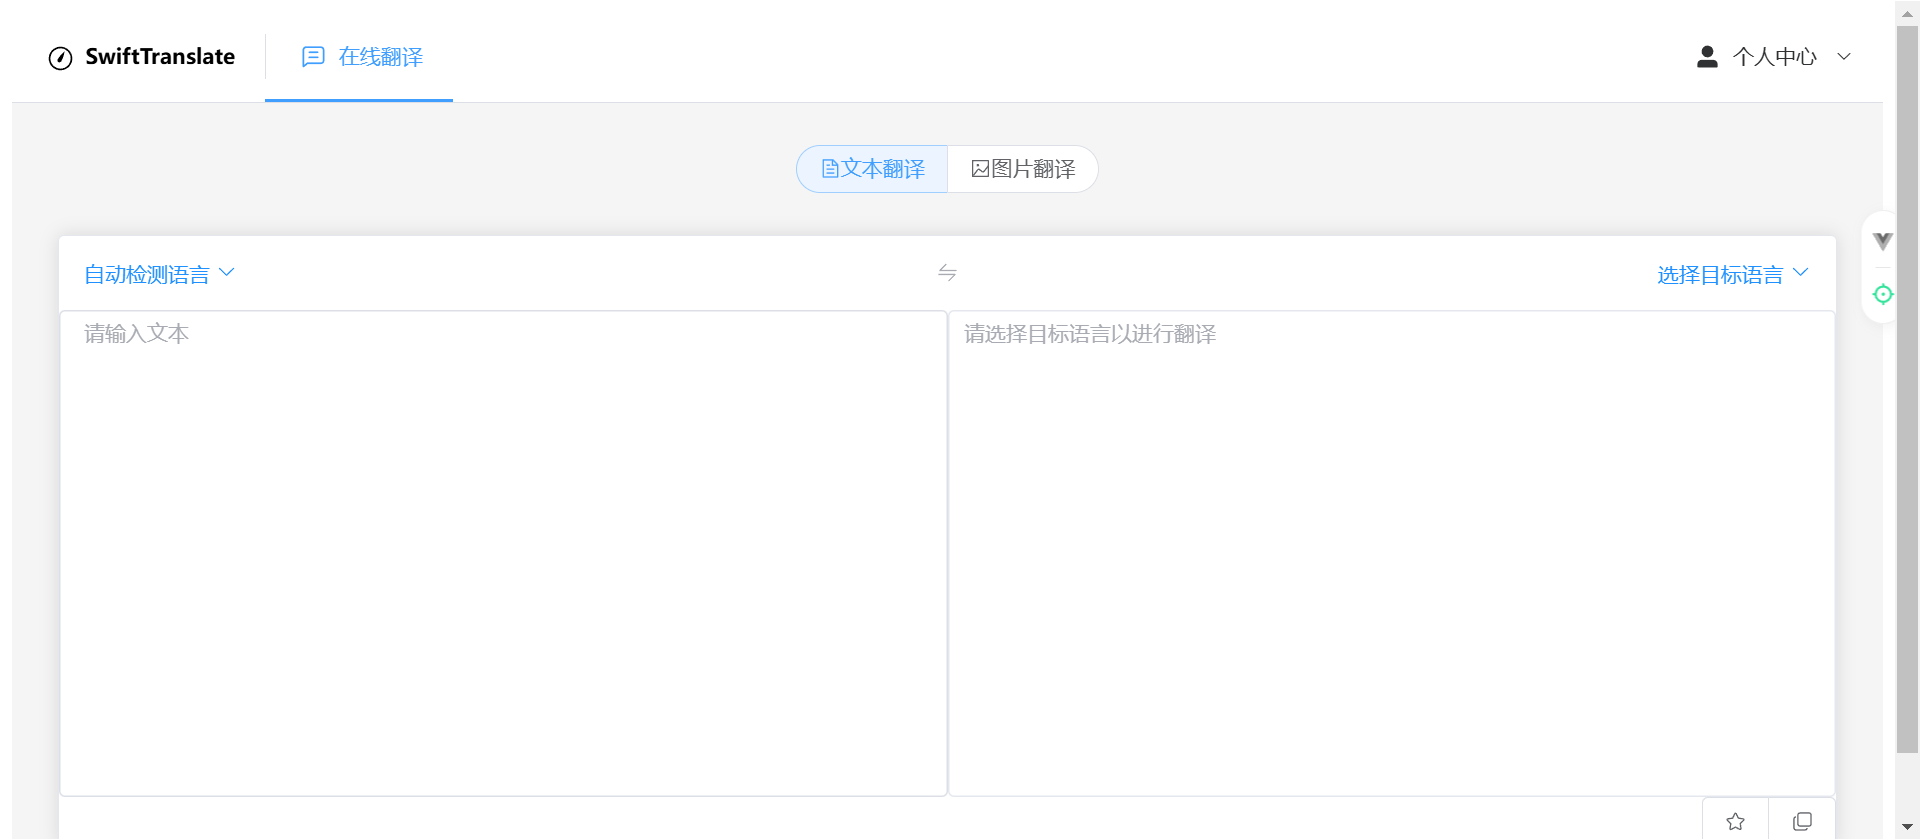 SwiftTranslate
在线翻译
个人中心
文本翻译
图片翻译
自动检测语言
选择目标语言
请输入文本
请选择目标语言以进行翻译